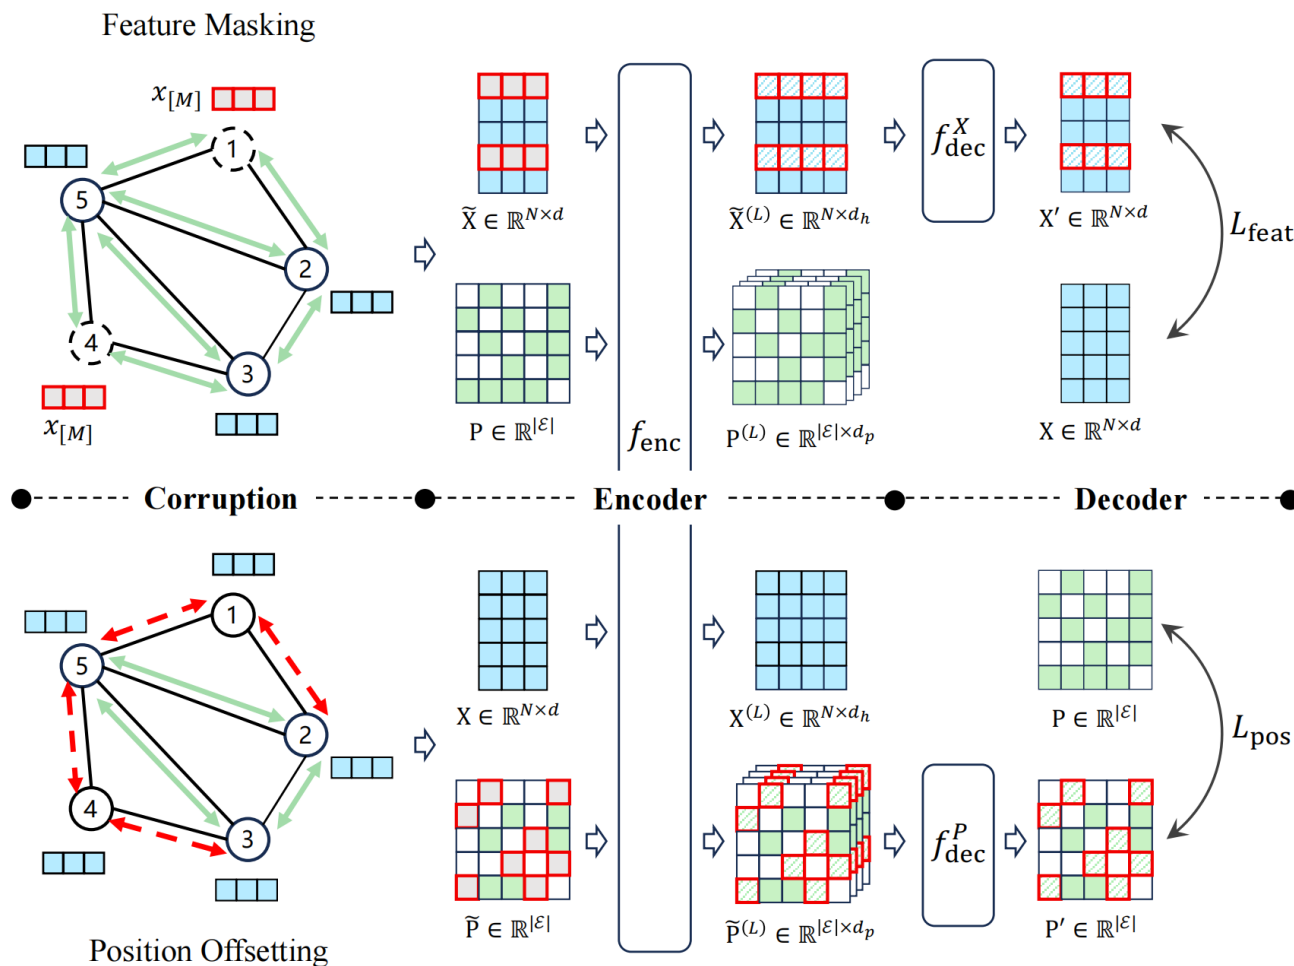 Feature Masking
x[M]
1
5
2
4
3
x[M]
X̃ ∈ ℝ^{N×d}
P ∈ ℝ^{|ℰ|}
f_enc
X̃^{(L)} ∈ ℝ^{N×d_h}
P^{(L)} ∈ ℝ^{|ℰ|×d_p}
f^X_dec
X′ ∈ ℝ^{N×d}
L_feat
X ∈ ℝ^{N×d}
Corruption
Encoder
Decoder
1
5
2
4
3
Position Offsetting
X ∈ ℝ^{N×d}
P̃ ∈ ℝ^{|ℰ|}
X^{(L)} ∈ ℝ^{N×d_h}
P̃^{(L)} ∈ ℝ^{|ℰ|×d_p}
f^P_dec
P ∈ ℝ^{|ℰ|}
L_pos
P′ ∈ ℝ^{|ℰ|}